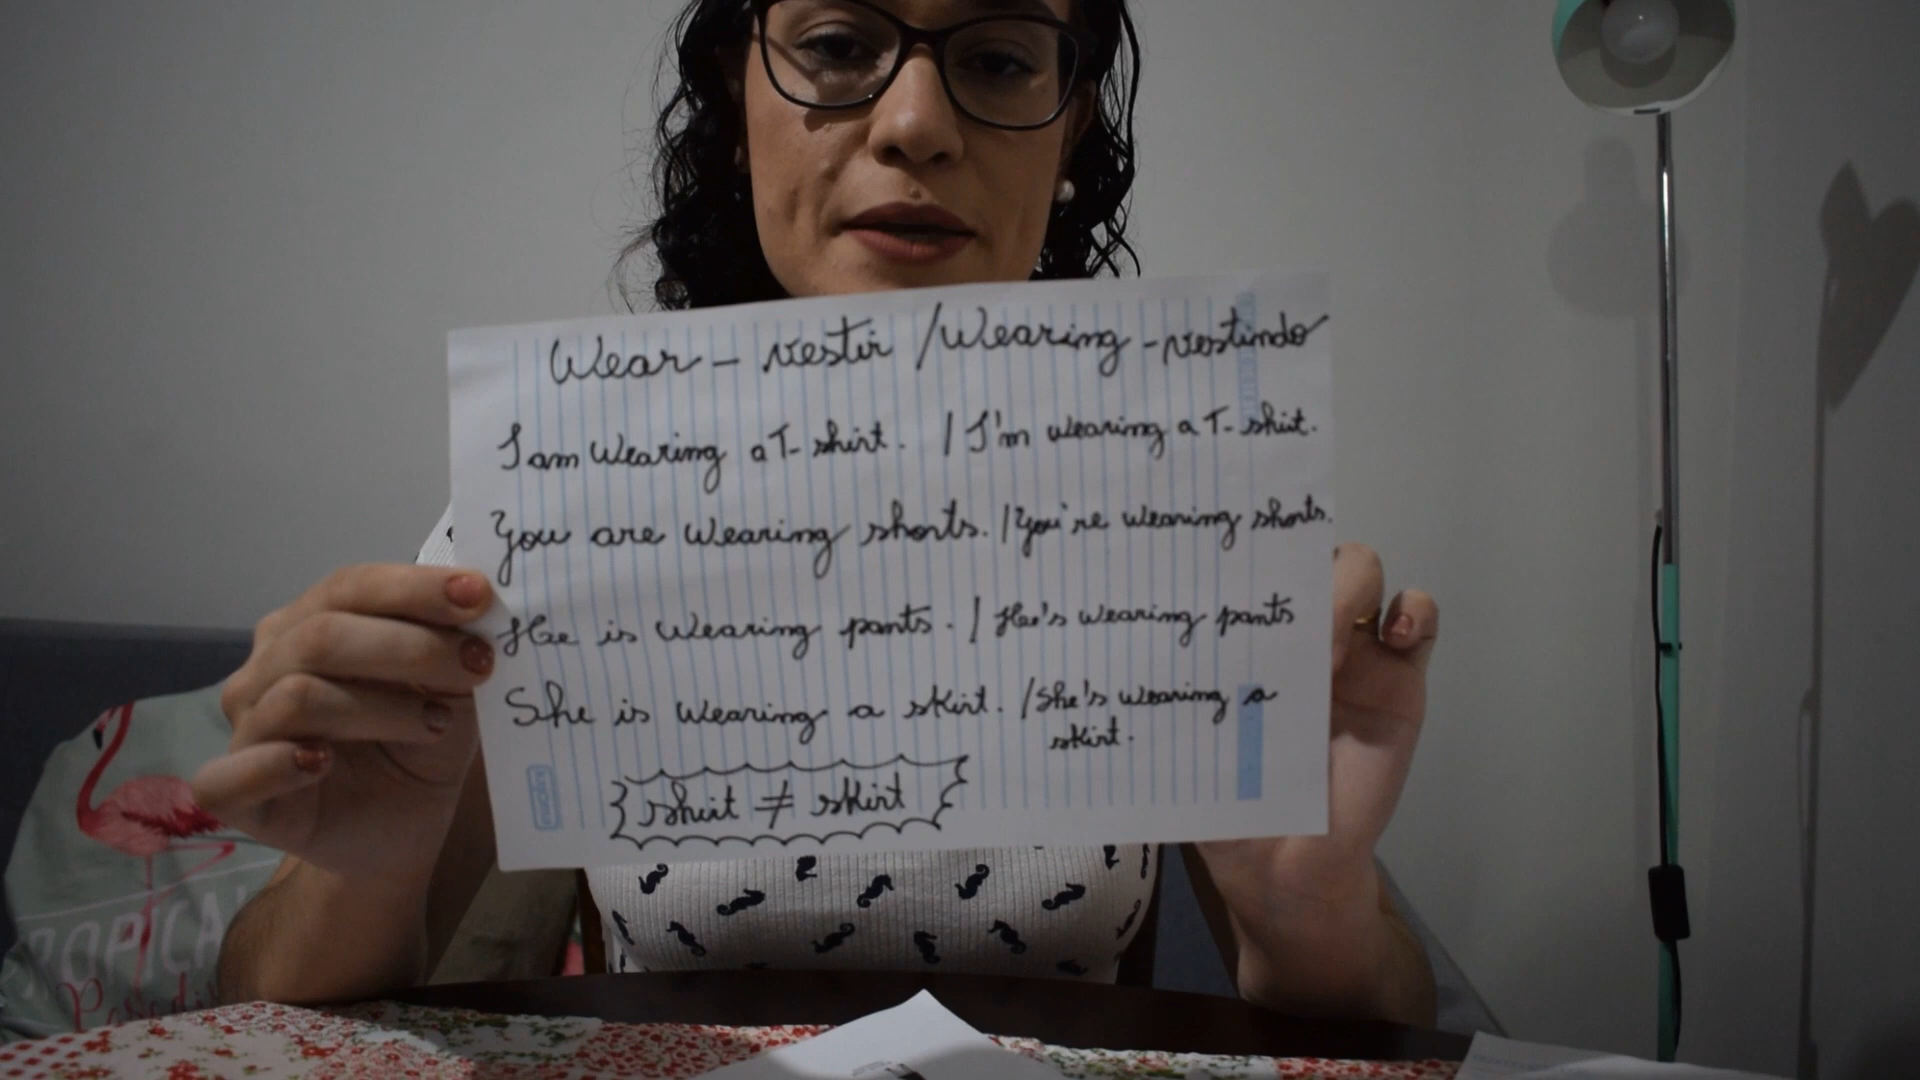 Wear - vestir / Wearing - vestindo
I am wearing a T-shirt. / I'm wearing a T-shirt.
You are wearing shorts. / You're wearing shorts.
He is wearing pants. / He's wearing pants
She is wearing a skirt. / She's wearing a
skirt.
shirt ≠ skirt
TROPICAL